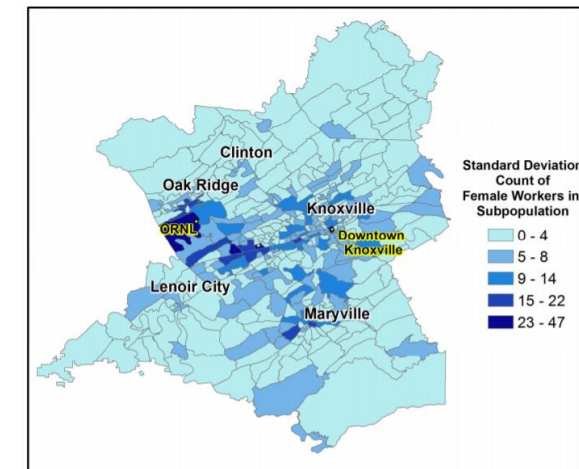 Clinton
Oak Ridge
ORNL
Knoxville
Downtown
Knoxville
Lenoir City
Maryville
Standard Deviation
Count of
Female Workers in
Subpopulation
0 - 4
5 - 8
9 - 14
15 - 22
23 - 47